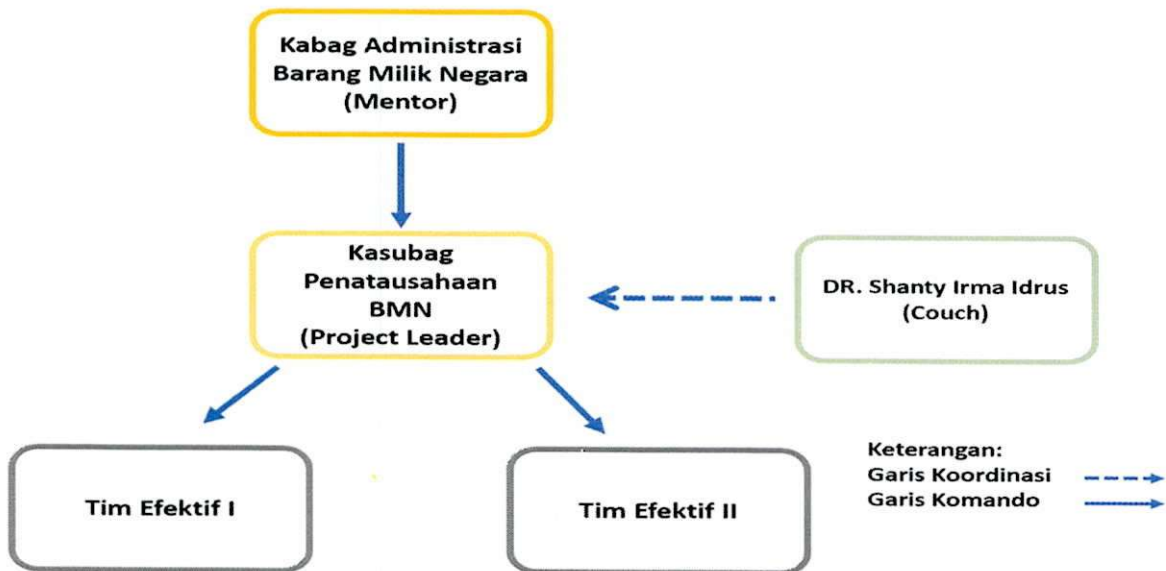 Kabag Administrasi
Barang Milik Negara
(Mentor)
Kasubag
Penatausahaan
BMN
(Project Leader)
DR. Shanty Irma Idrus
(Couch)
Tim Efektif I
Tim Efektif II
Keterangan:
Garis Koordinasi
Garis Komando